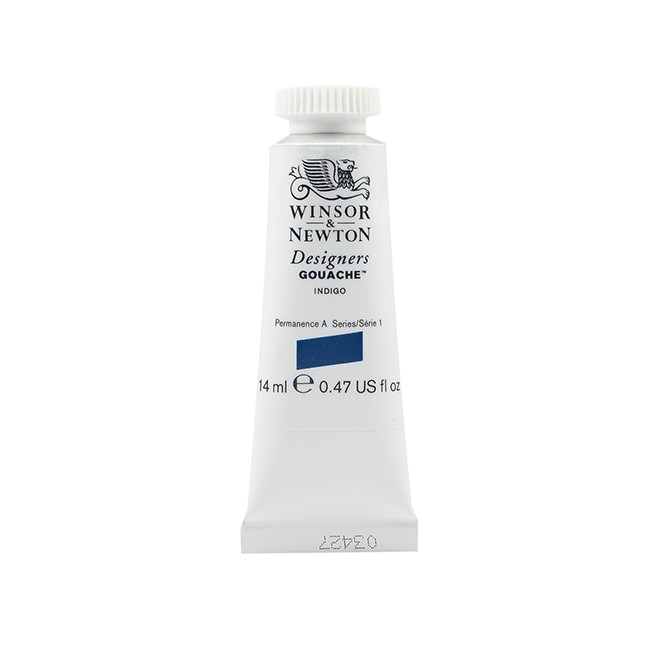 WINSOR
&
NEWTON
Designers
GOUACHE™
INDIGO
Permanence A Series/Série 1
14 ml ℮ 0.47 US fl oz
03427